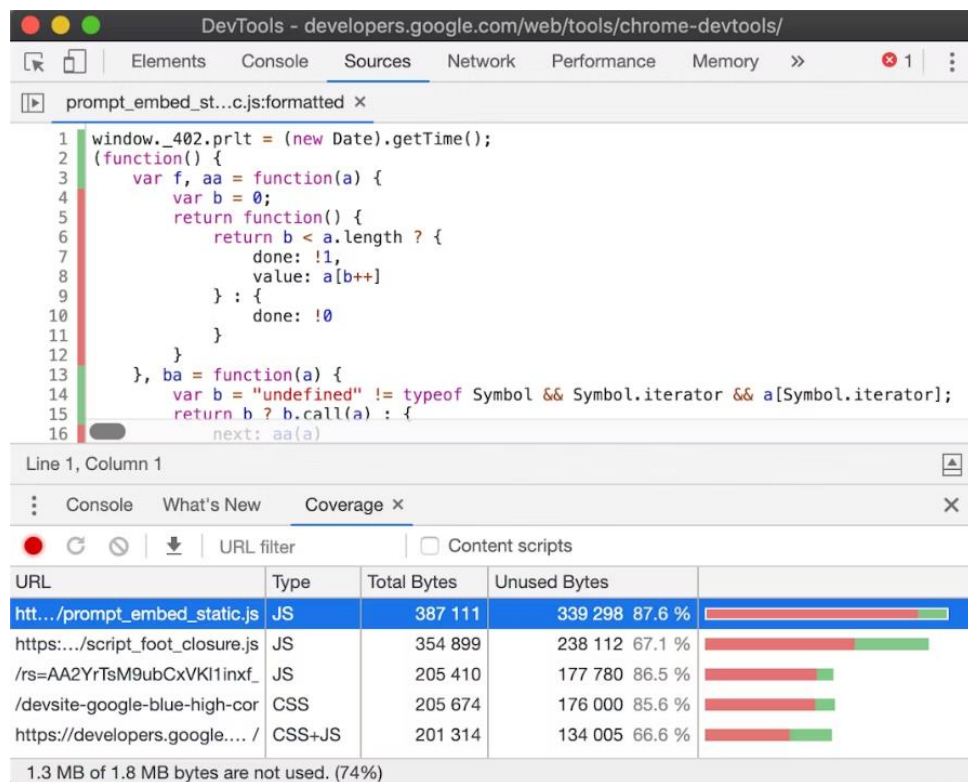 DevTools - developers.google.com/web/tools/chrome-devtools/
Elements Console Sources Network Performance Memory » 1
prompt_embed_st…c.js:formatted ×
1 window._402.prlt = (new Date).getTime();
2 (function() {
3 var f, aa = function(a) {
4 var b = 0;
5 return function() {
6 return b < a.length ? {
7 done: !1,
8 value: a[b++]
9 } : {
10 done: !0
11 }
12 }
13 }, ba = function(a) {
14 var b = "undefined" != typeof Symbol && Symbol.iterator && a[Symbol.iterator];
15 return b ? b.call(a) : {
16 next: aa(a)
Line 1, Column 1
Console What's New Coverage ×
URL filter Content scripts
URL Type Total Bytes Unused Bytes
htt…/prompt_embed_static.js JS 387 111 339 298 87.6 %
https:…/script_foot_closure.js JS 354 899 238 112 67.1 %
/rs=AA2YrTsM9ubCxVKl1inxf_ JS 205 410 177 780 86.5 %
/devsite-google-blue-high-cor CSS 205 674 176 000 85.6 %
https://developers.google.… / CSS+JS 201 314 134 005 66.6 %
1.3 MB of 1.8 MB bytes are not used. (74%)